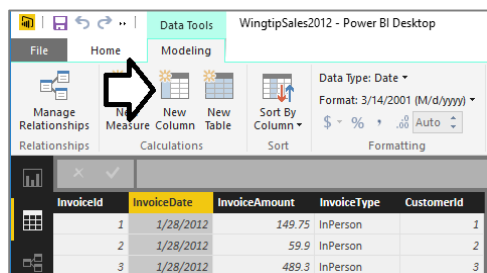 Data Tools WingtipSales2012 - Power BI Desktop
File Home Modeling
Manage Relationships
New Measure
New Column
New Table
Sort By Column
Data Type: Date
Format: 3/14/2001 (M/d/yyyy)
$ % , .00 Auto
Relationships Calculations Sort Formatting
InvoiceId InvoiceDate InvoiceAmount InvoiceType CustomerId
1 1/28/2012 149.75 InPerson 1
2 1/28/2012 59.9 InPerson 2
3 1/28/2012 489.3 InPerson 3